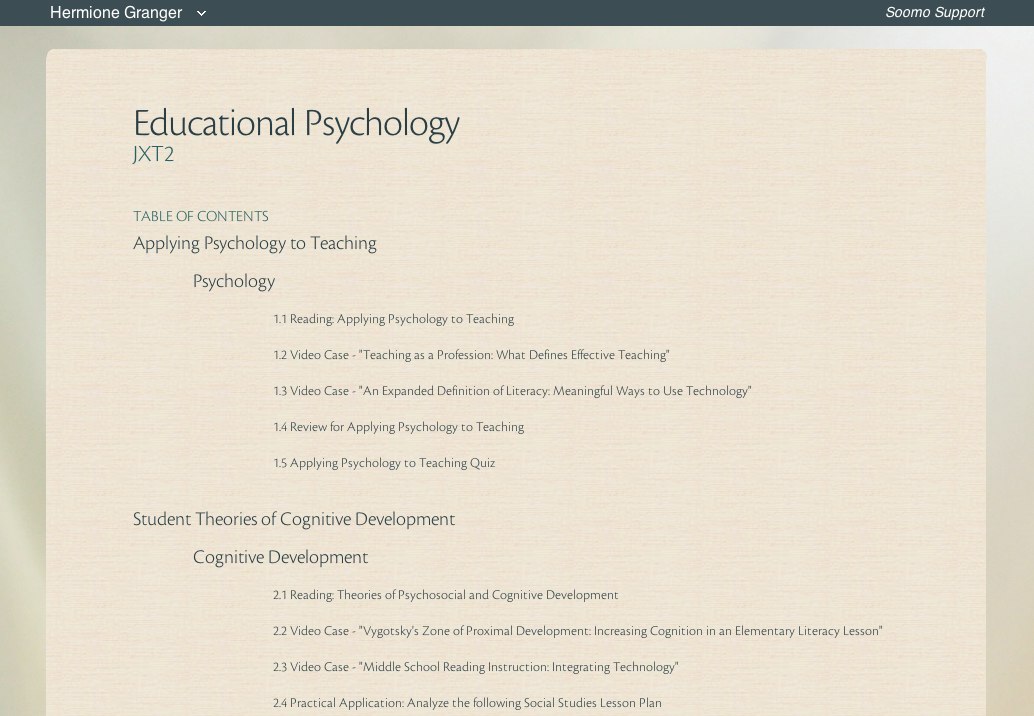 Hermione Granger
Soomo Support
Educational Psychology
JXT2
TABLE OF CONTENTS
Applying Psychology to Teaching
Psychology
1.1 Reading: Applying Psychology to Teaching
1.2 Video Case - "Teaching as a Profession: What Defines Effective Teaching"
1.3 Video Case - "An Expanded Definition of Literacy: Meaningful Ways to Use Technology"
1.4 Review for Applying Psychology to Teaching
1.5 Applying Psychology to Teaching Quiz
Student Theories of Cognitive Development
Cognitive Development
2.1 Reading: Theories of Psychosocial and Cognitive Development
2.2 Video Case - "Vygotsky's Zone of Proximal Development: Increasing Cognition in an Elementary Literacy Lesson"
2.3 Video Case - "Middle School Reading Instruction: Integrating Technology"
2.4 Practical Application: Analyze the following Social Studies Lesson Plan